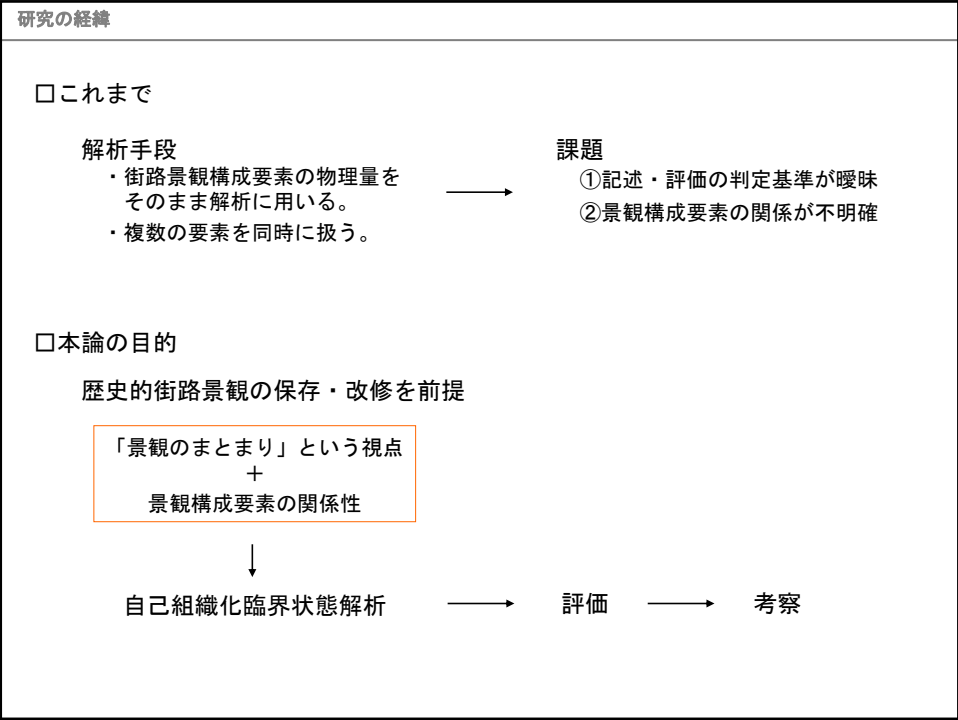 研究の経緯
□これまで
解析手段
・街路景観構成要素の物理量を
そのまま解析に用いる。
・複数の要素を同時に扱う。
課題
①記述・評価の判定基準が曖昧
②景観構成要素の関係が不明確
□本論の目的
歴史的街路景観の保存・改修を前提
「景観のまとまり」という視点
＋
景観構成要素の関係性
自己組織化臨界状態解析
評価
考察